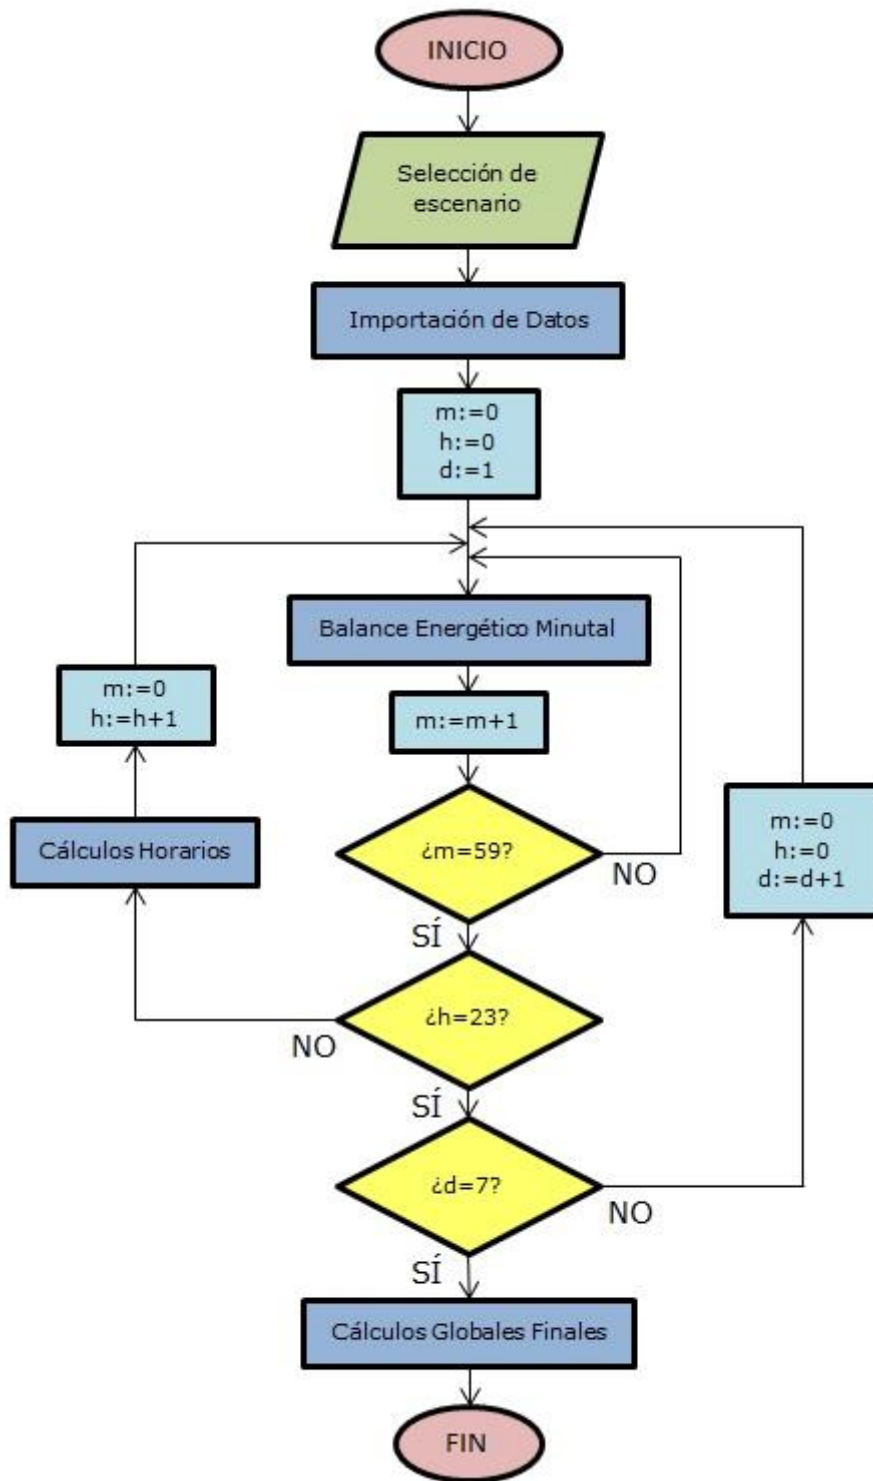 INICIO
Selección de
escenario
Importación de Datos
m:=0
h:=0
d:=1
Balance Energético Minutal
m:=0
h:=h+1
m:=m+1
Cálculos Horarios
¿m=59?
NO
m:=0
h:=0
d:=d+1
SÍ
¿h=23?
NO
SÍ
¿d=7?
NO
SÍ
Cálculos Globales Finales
FIN